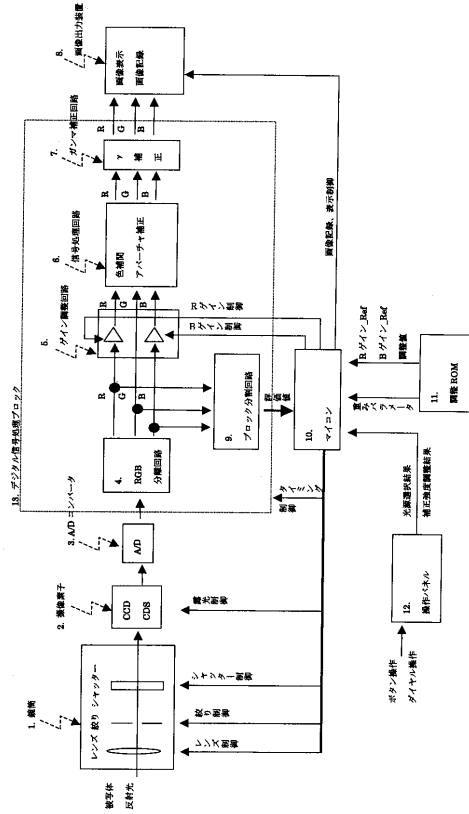 13. デジタル信号処理ブロック
1. 鏡筒
レンズ 絞り シャッター
被写体
反射光
2. 撮像素子
CCD
CDS
3. A/D コンバータ
A/D
4.
RGB
分離回路
R
G
B
5. ゲイン調整回路
R
G
B
6. 信号処理回路
色補間
アパーチャ補正
R
G
B
7. ガンマ補正回路
γ
補
正
R
G
B
8. 画像出力装置
画像表示
画像記録
Rゲイン制御
Bゲイン制御
9.
ブロック分割回路
評価値
10.
マイコン
タイミング
制御
露光制御
シャッター制御
絞り制御
レンズ制御
画像記録、表示制御
R ゲイン_Ref
B ゲイン_Ref
調整値
重みパラメータ
11.
調整 ROM
光源選択結果
補正強度調整結果
12.
操作パネル
ボタン操作
ダイヤル操作